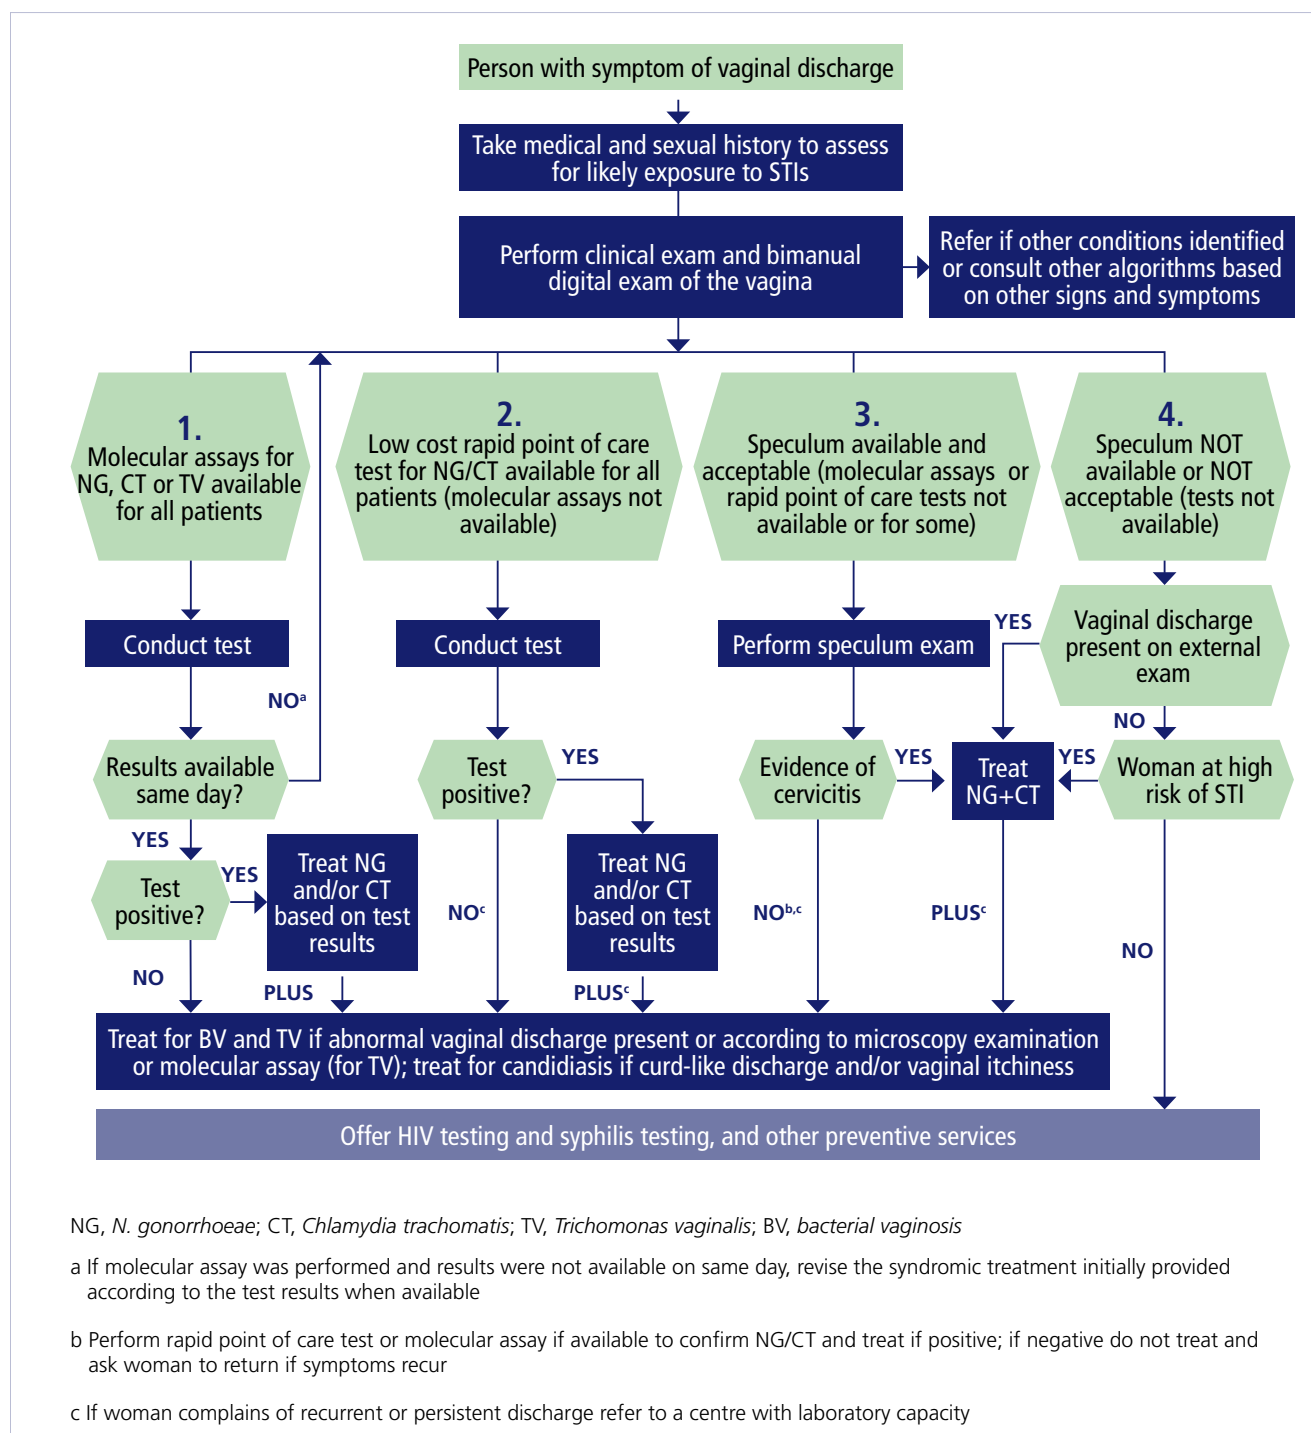 Person with symptom of vaginal discharge
Take medical and sexual history to assess
for likely exposure to STIs
Perform clinical exam and bimanual
digital exam of the vagina
Refer if other conditions identified
or consult other algorithms based
on other signs and symptoms
1.
Molecular assays for
NG, CT or TV available
for all patients
2.
Low cost rapid point of care
test for NG/CT available for all
patients (molecular assays not
available)
3.
Speculum available and
acceptable (molecular assays or
rapid point of care tests not
available or for some)
4.
Speculum NOT
available or NOT
acceptable (tests not
available)
Conduct test
Conduct test
Perform speculum exam
YES
Vaginal discharge
present on external
exam
NOᵃ
NO
Results available
same day?
Test
positive?
YES
Evidence of
cervicitis
YES
Treat
NG+CT
YES
Woman at high
risk of STI
YES
Test
positive?
YES
Treat NG
and/or CT
based on test
results
NOᶜ
Treat NG
and/or CT
based on test
results
NOᵇ,ᶜ
PLUSᶜ
NO
NO
PLUS
PLUSᶜ
Treat for BV and TV if abnormal vaginal discharge present or according to microscopy examination
or molecular assay (for TV); treat for candidiasis if curd-like discharge and/or vaginal itchiness
Offer HIV testing and syphilis testing, and other preventive services
NG, N. gonorrhoeae; CT, Chlamydia trachomatis; TV, Trichomonas vaginalis; BV, bacterial vaginosis
a If molecular assay was performed and results were not available on same day, revise the syndromic treatment initially provided
according to the test results when available
b Perform rapid point of care test or molecular assay if available to confirm NG/CT and treat if positive; if negative do not treat and
ask woman to return if symptoms recur
c If woman complains of recurrent or persistent discharge refer to a centre with laboratory capacity